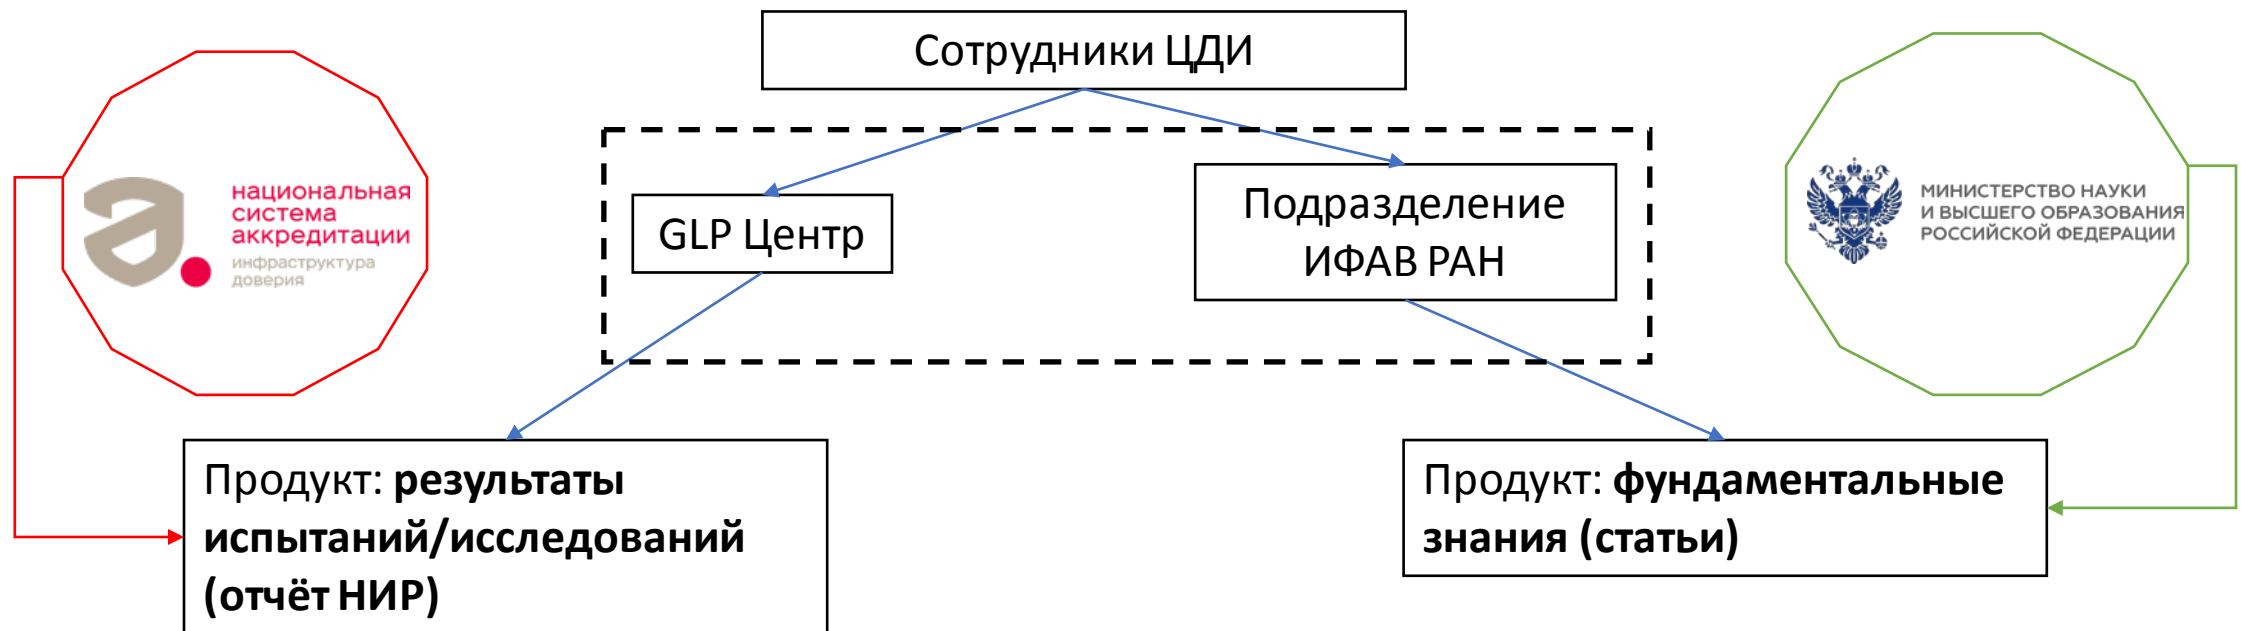 Сотрудники ЦДИ
национальная
система
аккредитации
инфраструктура
доверия
GLP Центр
Подразделение
ИФАВ РАН
МИНИСТЕРСТВО НАУКИ
И ВЫСШЕГО ОБРАЗОВАНИЯ
РОССИЙСКОЙ ФЕДЕРАЦИИ
Продукт: результаты
испытаний/исследований
(отчёт НИР)
Продукт: фундаментальные
знания (статьи)